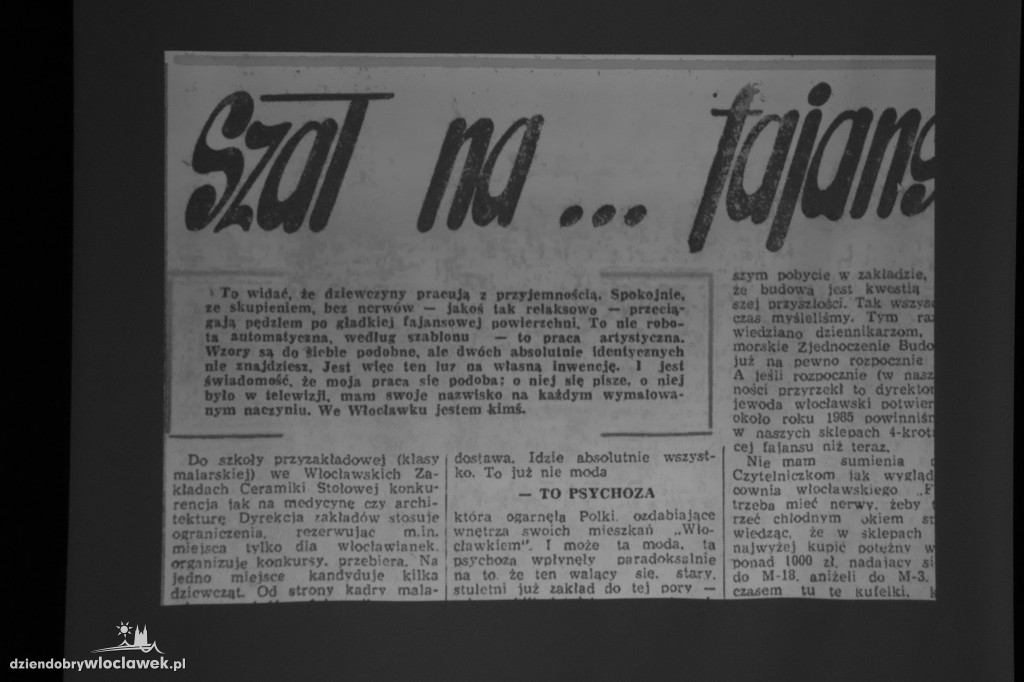 Szał na... fajans
To widać, że dziewczyny pracują z przyjemnością. Spokojnie,
ze skupieniem, bez nerwów — jakoś tak relaksowo — przecią-
gają pędzlem po gładkiej fajansowej powierzchni. To nie robo-
ta automatyczna, według szablonu — to praca artystyczna.
Wzory są do siebie podobne, ale dwóch absolutnie identycznych
nie znajdziesz. Jest więc ten luz na własną inwencję. I jest
świadomość, że moja praca się podoba; o niej się pisze, o niej
było w telewizji, mam swoje nazwisko na każdym wymalowa-
nym naczyniu. We Włocławku jestem kimś.
Do szkoły przyzakładowej (klasy
malarskiej) we Włocławskich Za-
kładach Ceramiki Stołowej konku-
rencja jak na medycynę czy archi-
tekturę. Dyrekcja zakładów stosuje
ograniczenia, rezerwując m.in.
miejsca tylko dla włocławianek,
organizuje konkursy, przebiera. Na
jedno miejsce kandyduje kilka
dziewcząt. Od strony kadry mala-
dostawa. Idzie absolutnie wszyst-
ko. To już nie moda
— TO PSYCHOZA
która ogarnęła Polki, ozdabiające
wnętrza swoich mieszkań „Wło-
cławkiem". I może ta moda, ta
psychoza wpłynęły paradoksalnie
na to, że ten walący się, stary,
stuletni już zakład do tej pory —
szym pobycie w zakładzie,
że budowa jest kwestią
szej przyszłości. Tak wszys
czas myśleliśmy. Tym ra
wiedziano dziennikarzom,
morskie Zjednoczenie Budo
już na pewno rozpocznie
A jeśli rozpocznie (w nasz
ności przyrzekł to dyrektor
jewoda włocławski potwier
około roku 1985 powinniśm
w naszych sklepach 4-krot
cej fajansu niż teraz.
Nie mam sumienia
Czytelniczkom jak wygląd
cownia włocławskiego „F
trzeba mieć nerwy, żeby
rzeć chłodnym okiem st
wiedząc, że w sklepach
najwyżej kupić potężny w
ponad 1000 zł, nadający si
do M-18, aniżeli do M-3.
czasem tu te kufelki,
dziendobrywloclawek.pl